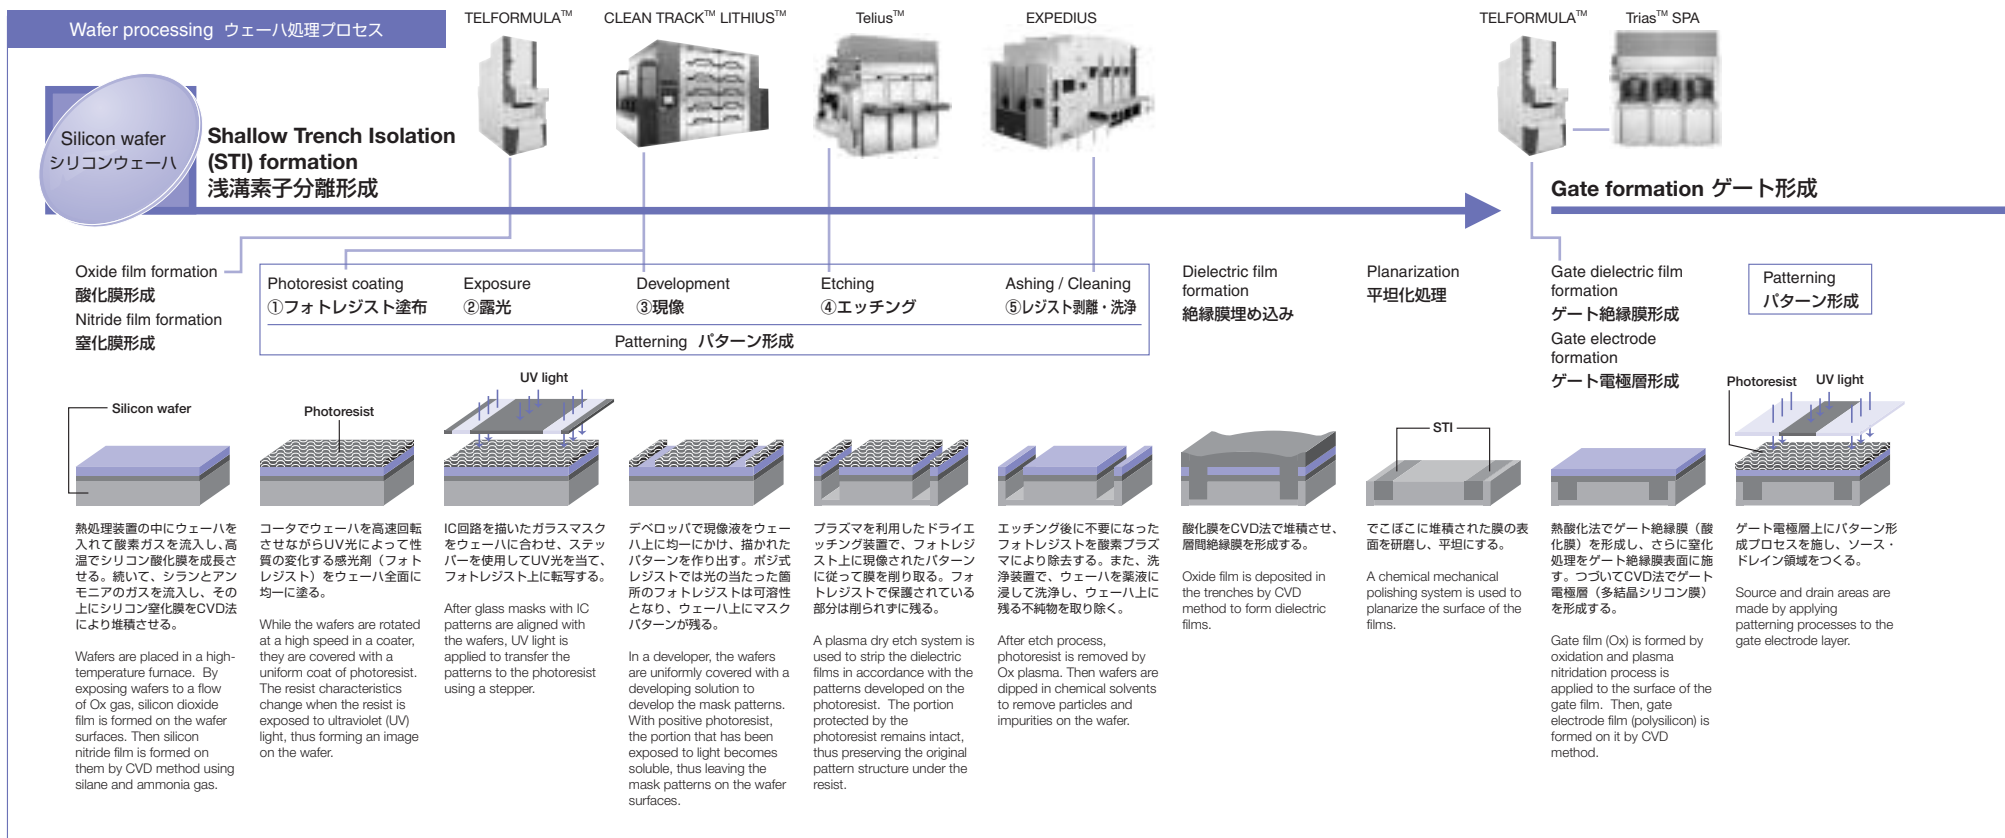 Wafer processing ウェーハ処理プロセス
TELFORMULA™
CLEAN TRACK™ LITHIUS™
Telius™
EXPEDIUS
TELFORMULA™
Trias™ SPA
Silicon wafer
シリコンウェーハ
Shallow Trench Isolation
(STI) formation
浅溝素子分離形成
Gate formation ゲート形成
Oxide film formation
酸化膜形成
Nitride film formation
窒化膜形成
Photoresist coating
①フォトレジスト塗布
Exposure
②露光
Development
③現像
Etching
④エッチング
Ashing / Cleaning
⑤レジスト剥離・洗浄
Patterning パターン形成
Dielectric film
formation
絶縁膜埋め込み
Planarization
平坦化処理
Gate dielectric film
formation
ゲート絶縁膜形成
Gate electrode
formation
ゲート電極層形成
Patterning
パターン形成
Silicon wafer
Photoresist
UV light
STI
Photoresist
UV light
熱処理装置の中にウェーハを
入れて酸素ガスを流入し、高
温でシリコン酸化膜を成長さ
せる。続いて、シランとアン
モニアのガスを流入し、その
上にシリコン窒化膜をCVD法
により堆積させる。
Wafers are placed in a high-
temperature furnace. By
exposing wafers to a flow
of Ox gas, silicon dioxide
film is formed on the wafer
surfaces. Then silicon
nitride film is formed on
them by CVD method using
silane and ammonia gas.
コータでウェーハを高速回転
させながらUV光によって性
質の変化する感光剤（フォト
レジスト）をウェーハ全面に
均一に塗る。
While the wafers are rotated
at a high speed in a coater,
they are covered with a
uniform coat of photoresist.
The resist characteristics
change when the resist is
exposed to ultraviolet (UV)
light, thus forming an image
on the wafer.
IC回路を描いたガラスマスク
をウェーハに合わせ、ステッ
パーを使用してUV光を当て、
フォトレジスト上に転写する。
After glass masks with IC
patterns are aligned with
the wafers, UV light is
applied to transfer the
patterns to the photoresist
using a stepper.
デベロッパで現像液をウェー
ハ上に均一にかけ、描かれた
パターンを作り出す。ポジ式
レジストでは光の当たった箇
所のフォトレジストは可溶性
となり、ウェーハ上にマスク
パターンが残る。
In a developer, the wafers
are uniformly covered with a
developing solution to
develop the mask patterns.
With positive photoresist,
the portion that has been
exposed to light becomes
soluble, thus leaving the
mask patterns on the wafer
surfaces.
プラズマを利用したドライエ
ッチング装置で、フォトレジ
スト上に現像されたパターン
に従って膜を削り取る。フォ
トレジストで保護されている
部分は削られずに残る。
A plasma dry etch system is
used to strip the dielectric
films in accordance with the
patterns developed on the
photoresist. The portion
protected by the
photoresist remains intact,
thus preserving the original
pattern structure under the
resist.
エッチング後に不要になった
フォトレジストを酸素プラズ
マにより除去する。また、洗
浄装置で、ウェーハを薬液に
浸して洗浄し、ウェーハ上に
残る不純物を取り除く。
After etch process,
photoresist is removed by
Ox plasma. Then wafers are
dipped in chemical solvents
to remove particles and
impurities on the wafer.
酸化膜をCVD法で堆積させ、
層間絶縁膜を形成する。
Oxide film is deposited in
the trenches by CVD
method to form dielectric
films.
でこぼこに堆積された膜の表
面を研磨し、平坦にする。
A chemical mechanical
polishing system is used to
planarize the surface of the
films.
熱酸化法でゲート絶縁膜（酸
化膜）を形成し、さらに窒化
処理をゲート絶縁膜表面に施
す。つづいてCVD法でゲート
電極層（多結晶シリコン膜）
を形成する。
Gate film (Ox) is formed by
oxidation and plasma
nitridation process is
applied to the surface of the
gate film. Then, gate
electrode film (polysilicon) is
formed on it by CVD
method.
ゲート電極層上にパターン形
成プロセスを施し、ソース・
ドレイン領域をつくる。
Source and drain areas are
made by applying
patterning processes to the
gate electrode layer.